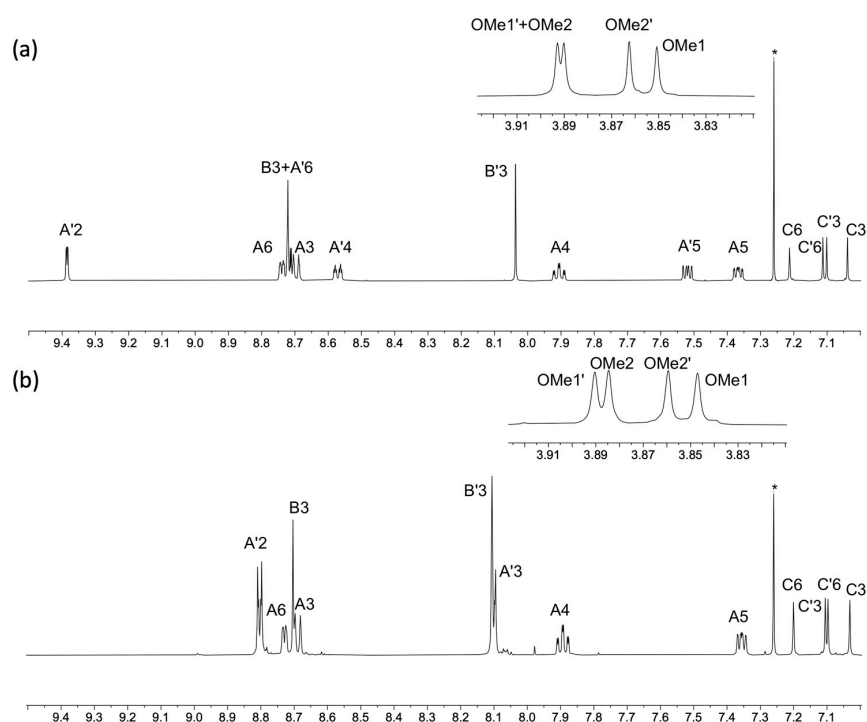 (a)
OMe1'+OMe2 OMe2' OMe1
3.91 3.89 3.87 3.85 3.83
*
A'2 A6 B3+A'6 A3 A'4 B'3 A4 A'5 A5 C6 C'6 C'3 C3
9.4 9.3 9.2 9.1 9.0 8.9 8.8 8.7 8.6 8.5 8.4 8.3 8.2 8.1 8.0 7.9 7.8 7.7 7.6 7.5 7.4 7.3 7.2 7.1
(b)
OMe1' OMe2 OMe2' OMe1
3.91 3.89 3.87 3.85 3.83
*
A'2 A6 B3 A3 B'3 A'3 A4 A5 C6 C'3 C'6 C3
9.4 9.3 9.2 9.1 9.0 8.9 8.8 8.7 8.6 8.5 8.4 8.3 8.2 8.1 8.0 7.9 7.8 7.7 7.6 7.5 7.4 7.3 7.2 7.1